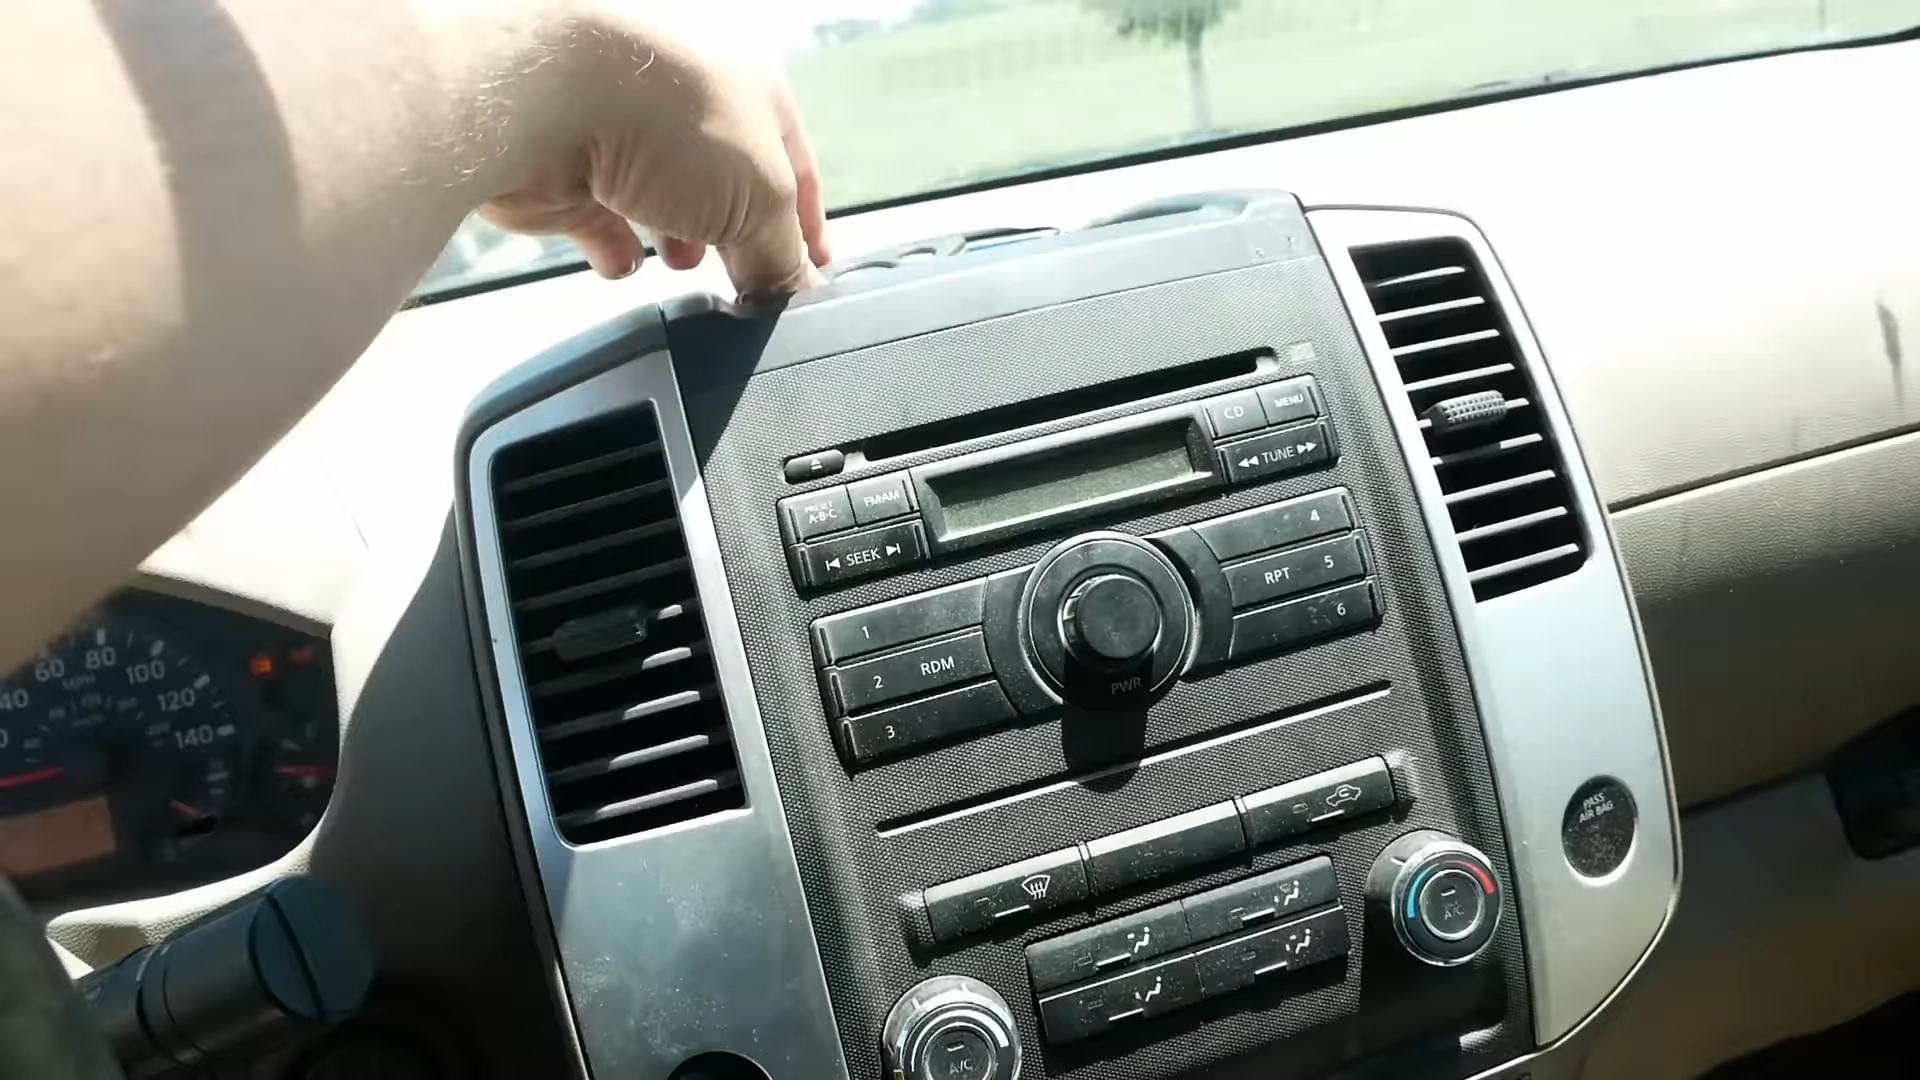 CD
MENU
TUNE
PRESET
A·B·C
FM·AM
SEEK
4
RPT 5
6
1
2 RDM
3
PWR
PASS
AIR BAG
A/C
A/C
40
60
80
100
120
140
MPH